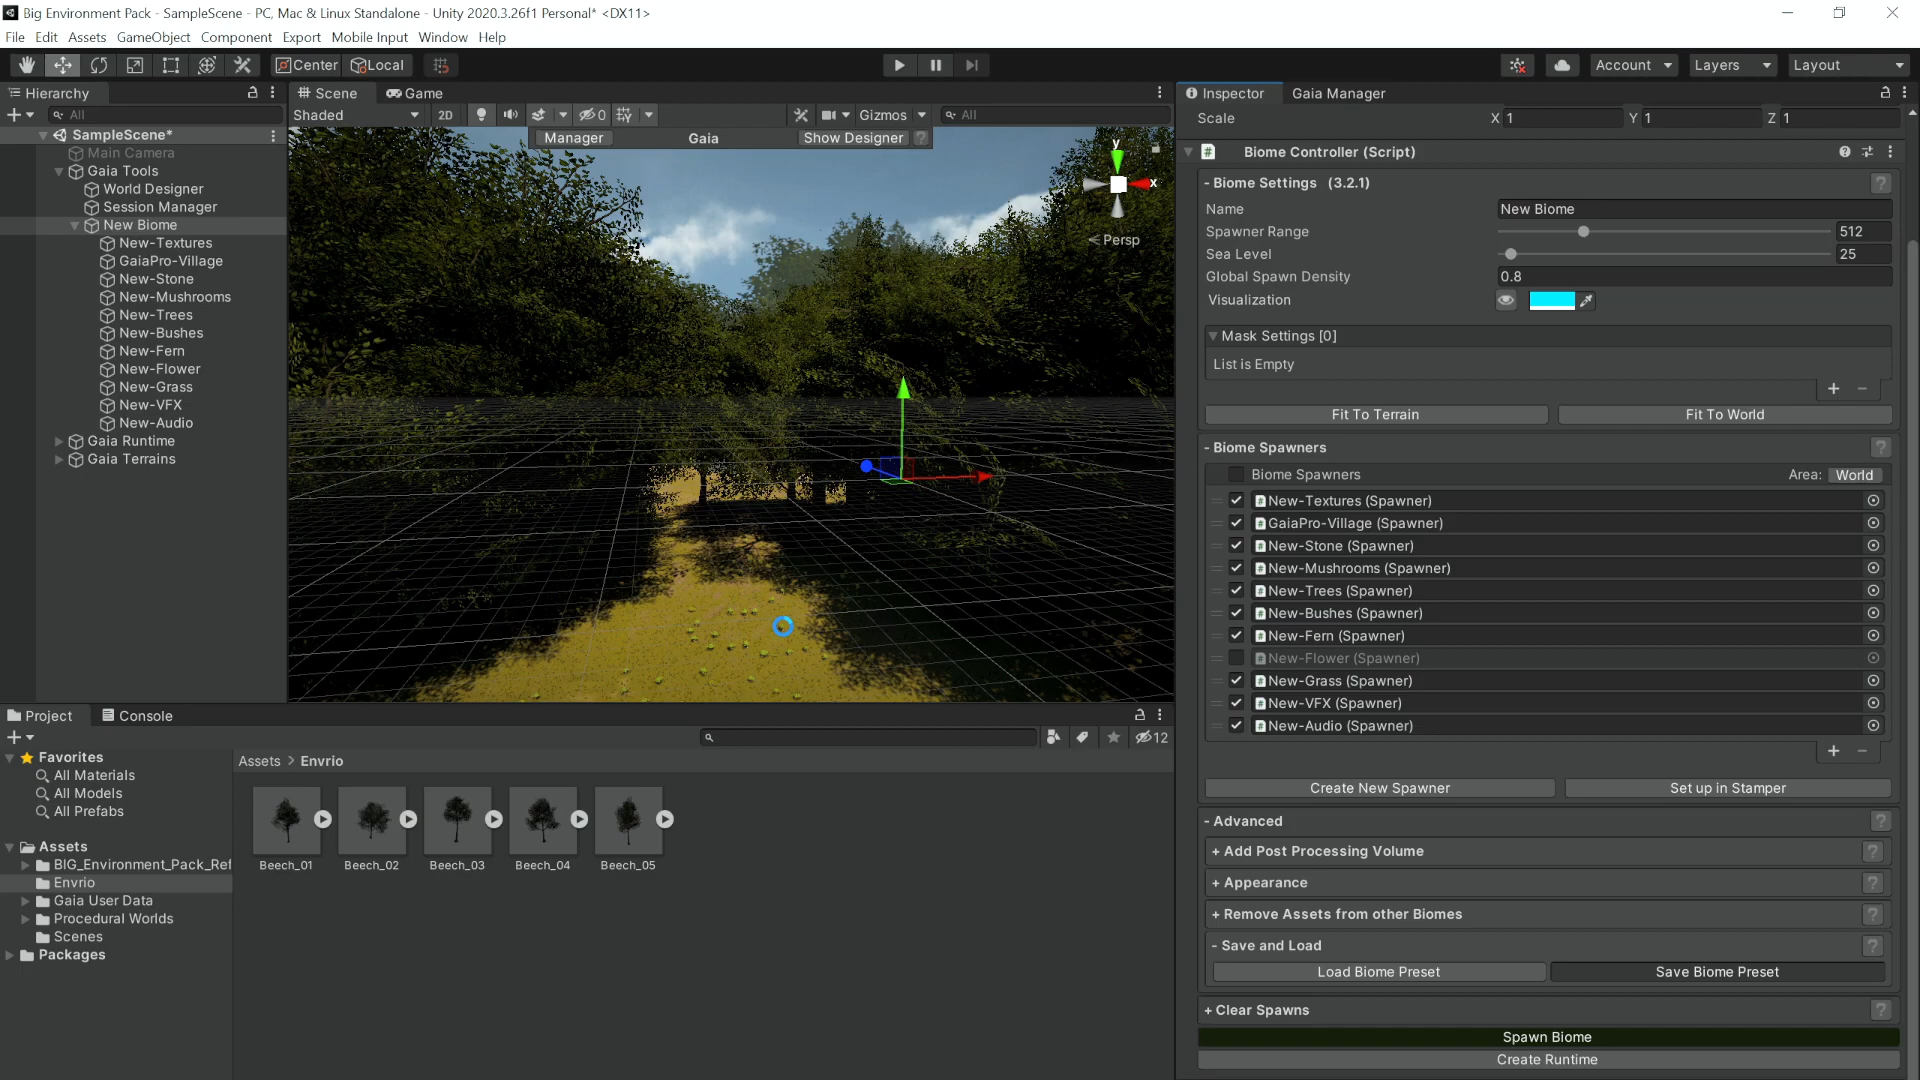 Big Environment Pack - SampleScene - PC, Mac & Linux Standalone - Unity 2020.3.26f1 Personal* <DX11>
File Edit Assets GameObject Component Export Mobile Input Window Help
Center Local Account Layers Layout
Hierarchy
All
SampleScene*
Main Camera
Gaia Tools
World Designer
Session Manager
New Biome
New-Textures
GaiaPro-Village
New-Stone
New-Mushrooms
New-Trees
New-Bushes
New-Fern
New-Flower
New-Grass
New-VFX
New-Audio
Gaia Runtime
Gaia Terrains
Scene Game
Shaded 2D 0 Gizmos All
Manager Gaia Show Designer ?
y
x
< Persp
Project Console
12
Favorites
All Materials
All Models
All Prefabs
Assets
BIG_Environment_Pack_Ref
Envrio
Gaia User Data
Procedural Worlds
Scenes
Packages
Assets > Envrio
Beech_01 Beech_02 Beech_03 Beech_04 Beech_05
Inspector Gaia Manager
Scale X 1 Y 1 Z 1
# Biome Controller (Script)
- Biome Settings (3.2.1) ?
Name New Biome
Spawner Range 512
Sea Level 25
Global Spawn Density 0.8
Visualization
Mask Settings [0]
List is Empty
+ −
Fit To Terrain Fit To World
- Biome Spawners ?
Biome Spawners Area: World
New-Textures (Spawner)
GaiaPro-Village (Spawner)
New-Stone (Spawner)
New-Mushrooms (Spawner)
New-Trees (Spawner)
New-Bushes (Spawner)
New-Fern (Spawner)
New-Flower (Spawner)
New-Grass (Spawner)
New-VFX (Spawner)
New-Audio (Spawner)
+ −
Create New Spawner Set up in Stamper
- Advanced ?
+ Add Post Processing Volume ?
+ Appearance ?
+ Remove Assets from other Biomes ?
- Save and Load ?
Load Biome Preset Save Biome Preset
+ Clear Spawns ?
Spawn Biome
Create Runtime